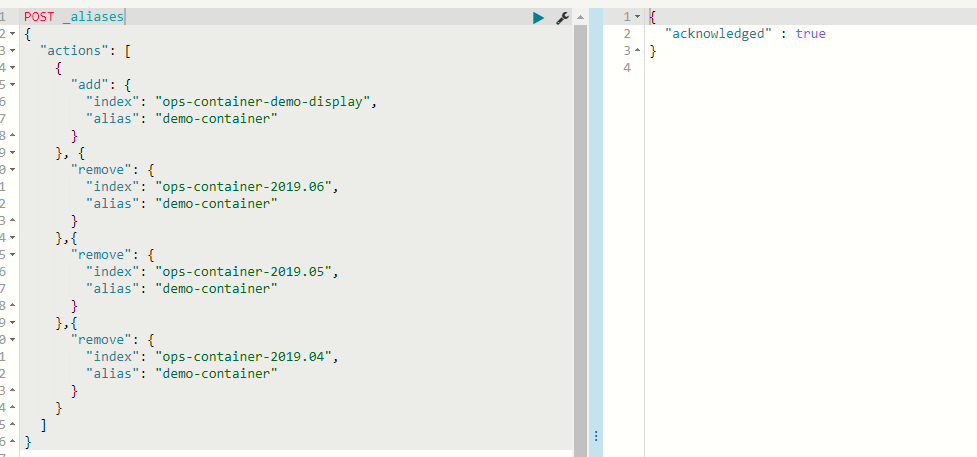 1 POST _aliases
2 {
3 "actions": [
4 {
5 "add": {
6 "index": "ops-container-demo-display",
7 "alias": "demo-container"
8 }
9 }, {
0 "remove": {
1 "index": "ops-container-2019.06",
2 "alias": "demo-container"
3 }
4 },{
5 "remove": {
6 "index": "ops-container-2019.05",
7 "alias": "demo-container"
8 }
9 },{
0 "remove": {
1 "index": "ops-container-2019.04",
2 "alias": "demo-container"
3 }
4 }
5 ]
6 }
1 {
2 "acknowledged" : true
3 }
4